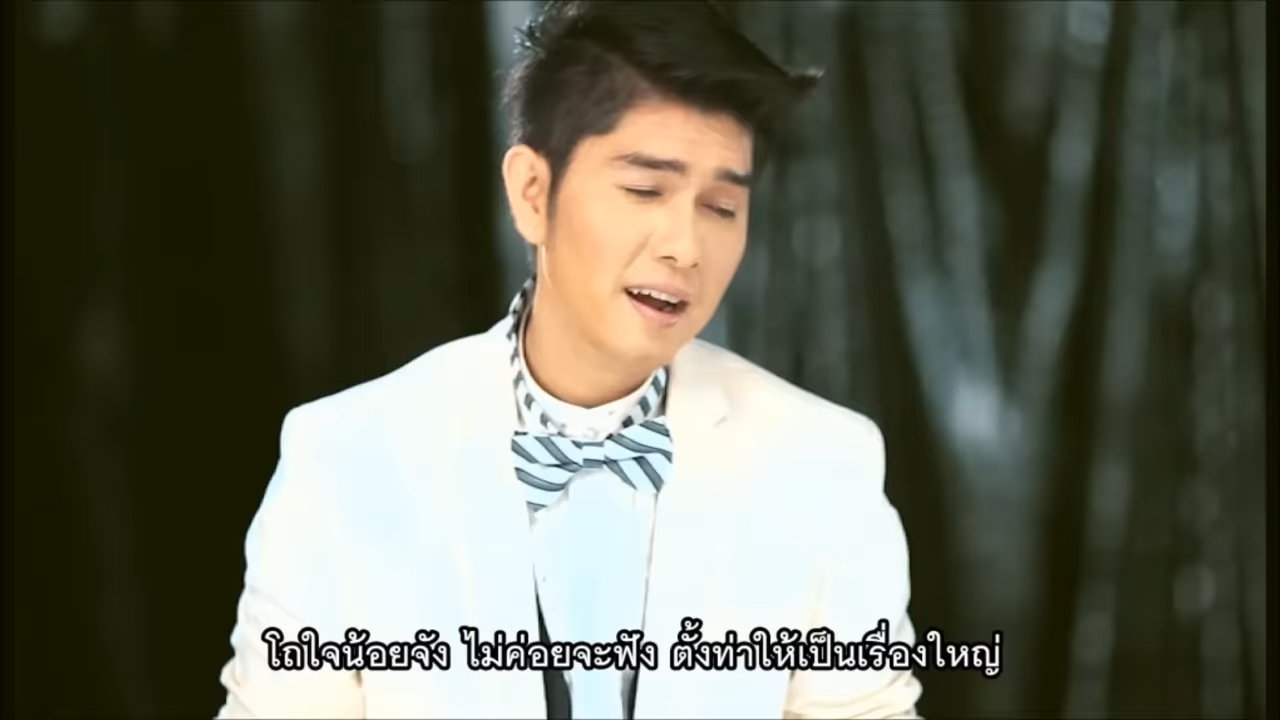 โถใจน้อยจัง ไม่ค่อยจะฟัง ตั้งท่าให้เป็นเรื่องใหญ่